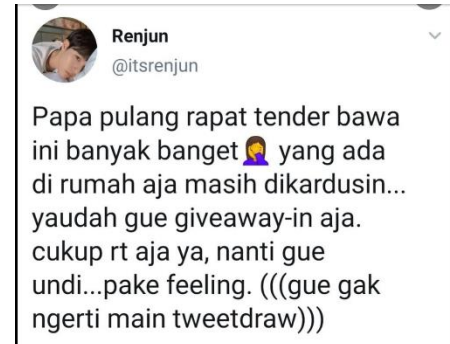 Renjun
@itsrenjun
Papa pulang rapat tender bawa
ini banyak banget🤦‍♀️ yang ada
di rumah aja masih dikardusin...
yaudah gue giveaway-in aja.
cukup rt aja ya, nanti gue
undi...pake feeling. (((gue gak
ngerti main tweetdraw)))